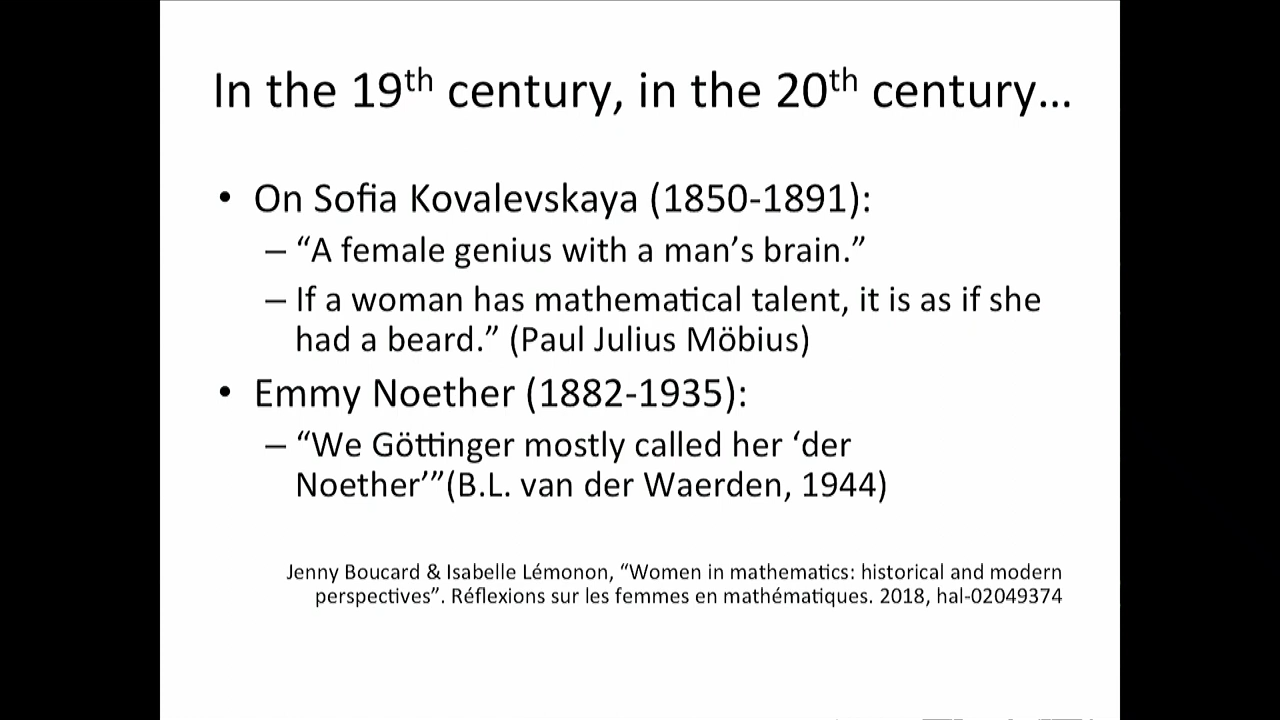 In the 19th century, in the 20th century...
• On Sofia Kovalevskaya (1850-1891):
– “A female genius with a man’s brain.”
– If a woman has mathematical talent, it is as if she
had a beard.” (Paul Julius Möbius)
• Emmy Noether (1882-1935):
– “We Göttinger mostly called her ‘der
Noether’”(B.L. van der Waerden, 1944)
Jenny Boucard & Isabelle Lémonon, “Women in mathematics: historical and modern
perspectives”. Réflexions sur les femmes en mathématiques. 2018, hal-02049374